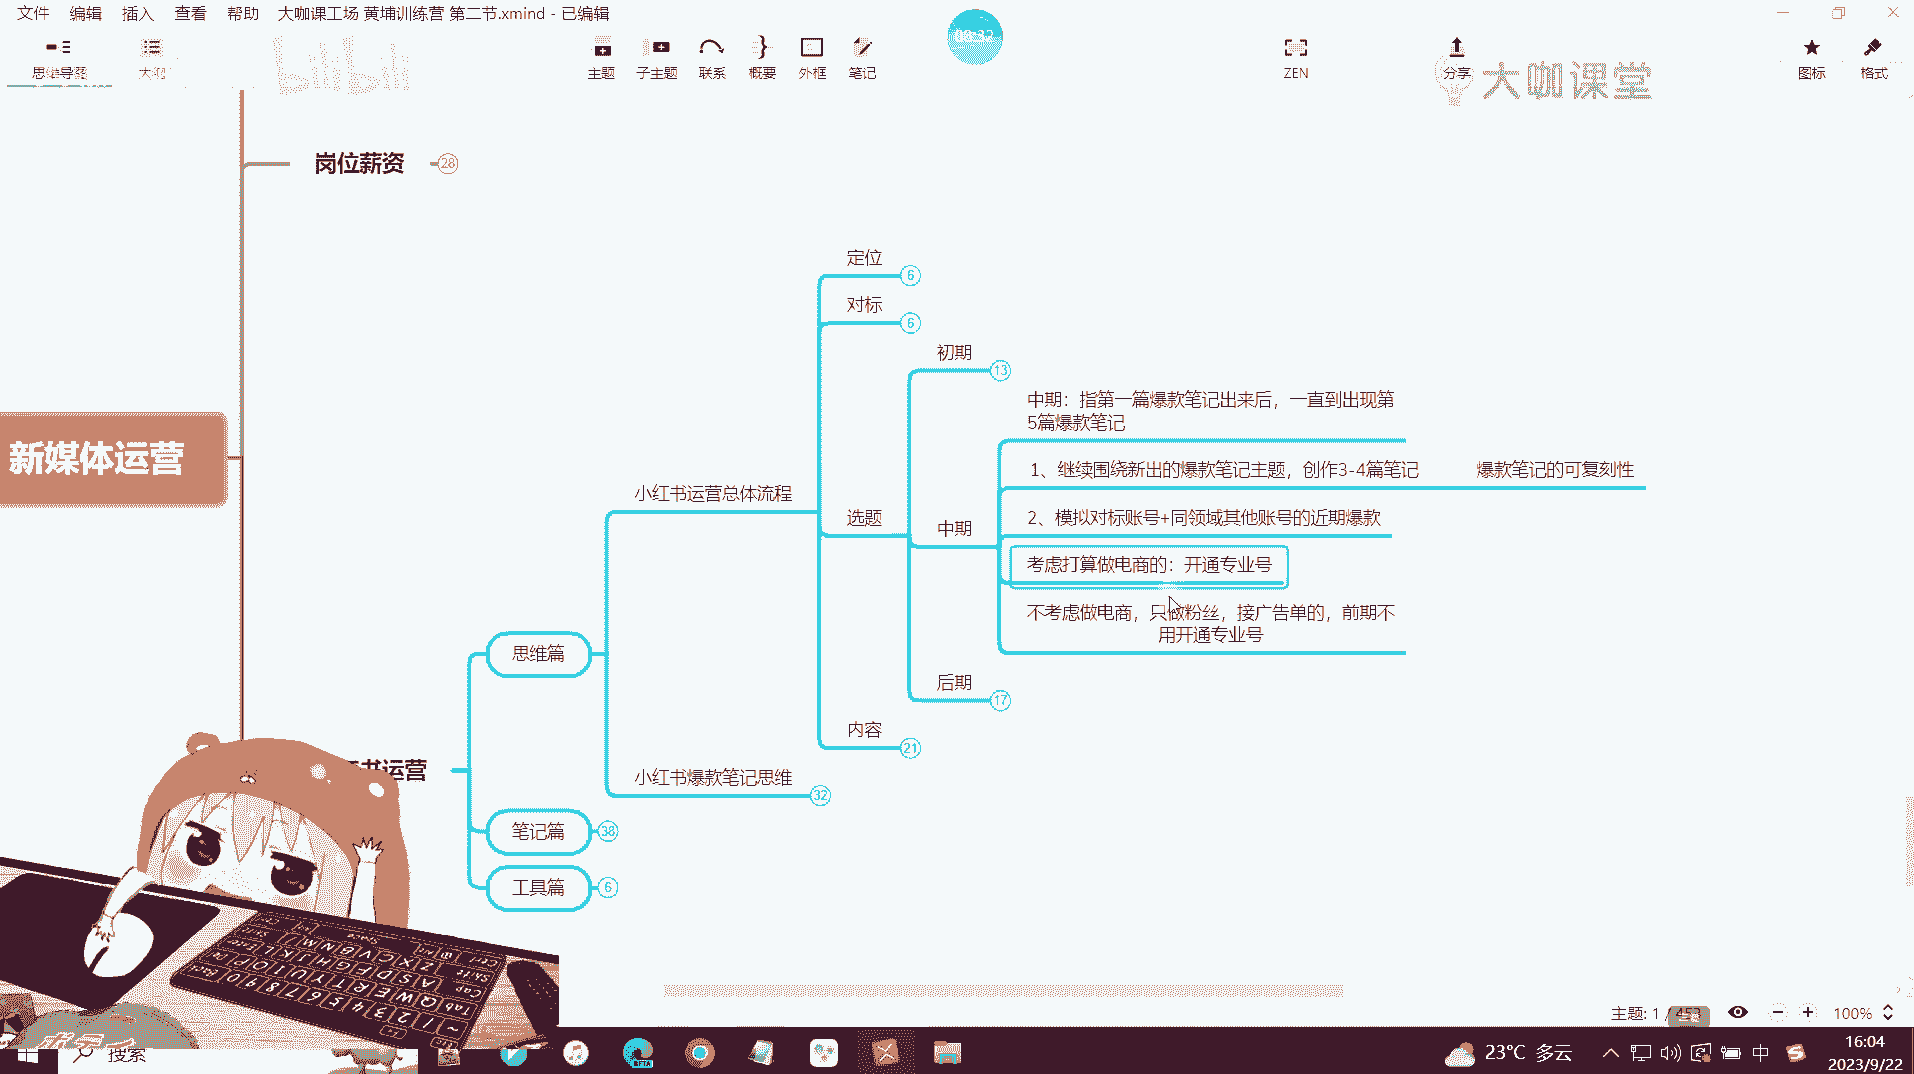 文件 编辑 插入 查看 帮助 大咖课工场 黄埔训练营 第二节.xmind - 已编辑
思维导图
主题 子主题 联系 概要 外框 笔记
ZEN
分享
图标 格式
bilibili
大咖课堂
岗位薪资
28
新媒体运营
定位
6
对标
6
初期
13
中期：指第一篇爆款笔记出来后，一直到出现第
5篇爆款笔记
1、继续围绕新出的爆款笔记主题，创作3-4篇笔记 爆款笔记的可复刻性
小红书运营总体流程
选题
中期
2、模拟对标账号+同领域其他账号的近期爆款
考虑打算做电商的：开通专业号
不考虑做电商，只做粉丝，接广告单的，前期不
用开通专业号
思维篇
后期
17
内容
21
小红书爆款笔记思维
32
书运营
笔记篇
38
工具篇
6
主题: 1 / 453
100%
搜索
BETA
23°C 多云
中
16:04
2023/9/22